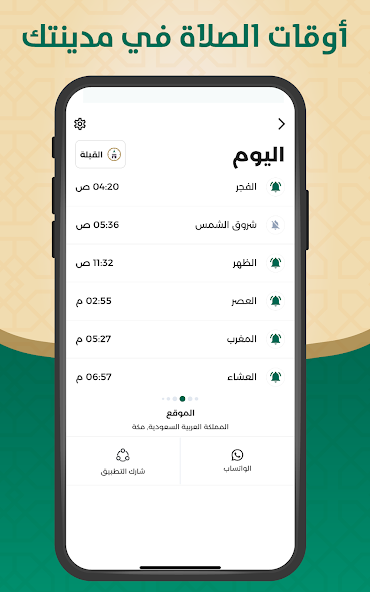 أوقات الصلاة في مدينتك
اليوم
القبلة
الفجر 04:20 ص
شروق الشمس 05:36 ص
الظهر 11:32 ص
العصر 02:55 م
المغرب 05:27 م
العشاء 06:57 م
الموقع
المملكة العربية السعودية, مكة
الواتساب
شارك التطبيق